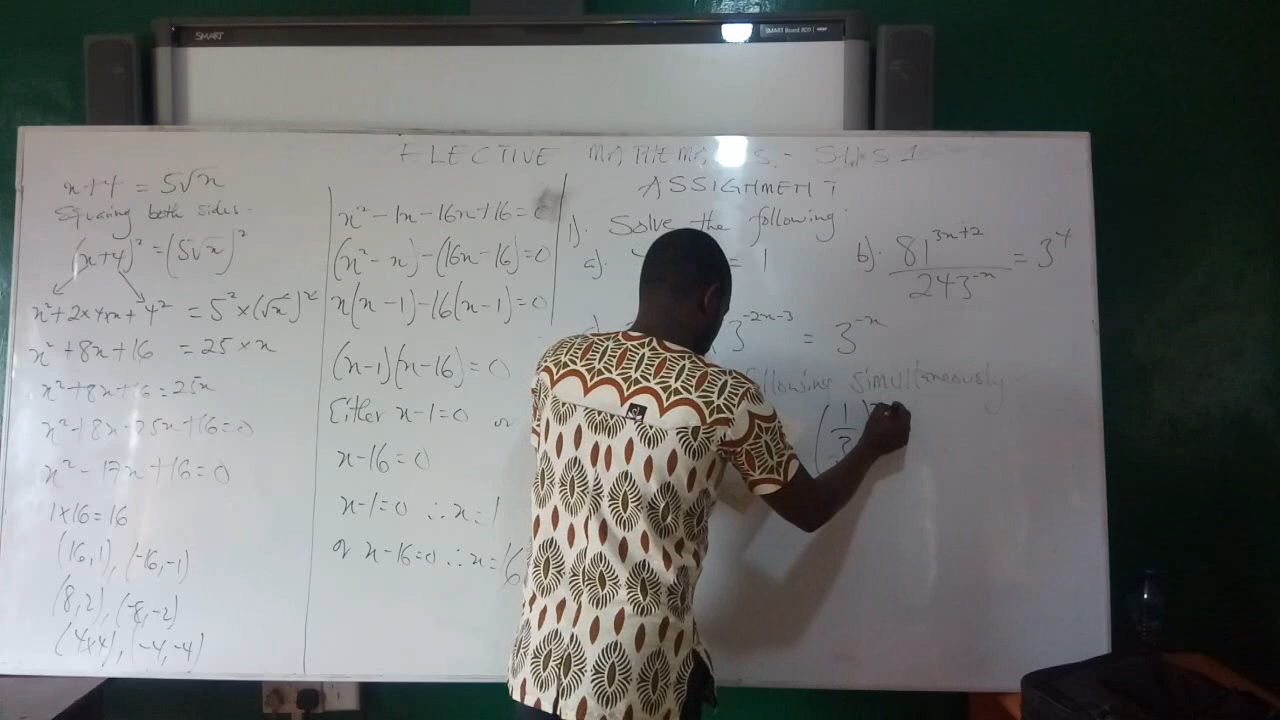 SMART
SMART Board
ELECTIVE MATHEMATICS - SHS 1
x+4 = 5√x
Squaring both sides.
(x+4)² = (5√x)²
x²+2×4x+4² = 5²×(√x)²
x²+8x+16 = 25×x
x²+8x+16=25x
x²+8x-25x+16=0
x²-17x+16=0
1×16=16
(16,1), (-16,-1)
(8,2), (-8,-2)
(4×4), (-4,-4)
x²-1x-16x+16=0
(x²-x)-(16x-16)=0
x(x-1)-16(x-1)=0
(x-1)(x-16)=0
Either x-1=0 or
x-16=0
x-1=0 ∴x=1
or x-16=0 ∴x=16
ASSIGNMENT
1). Solve the following:
a). = 1
b). 81^(3x+2) / 243^(-x) = 3^4
3^(-2x-3) = 3^(-x)
following simultaneously
(1